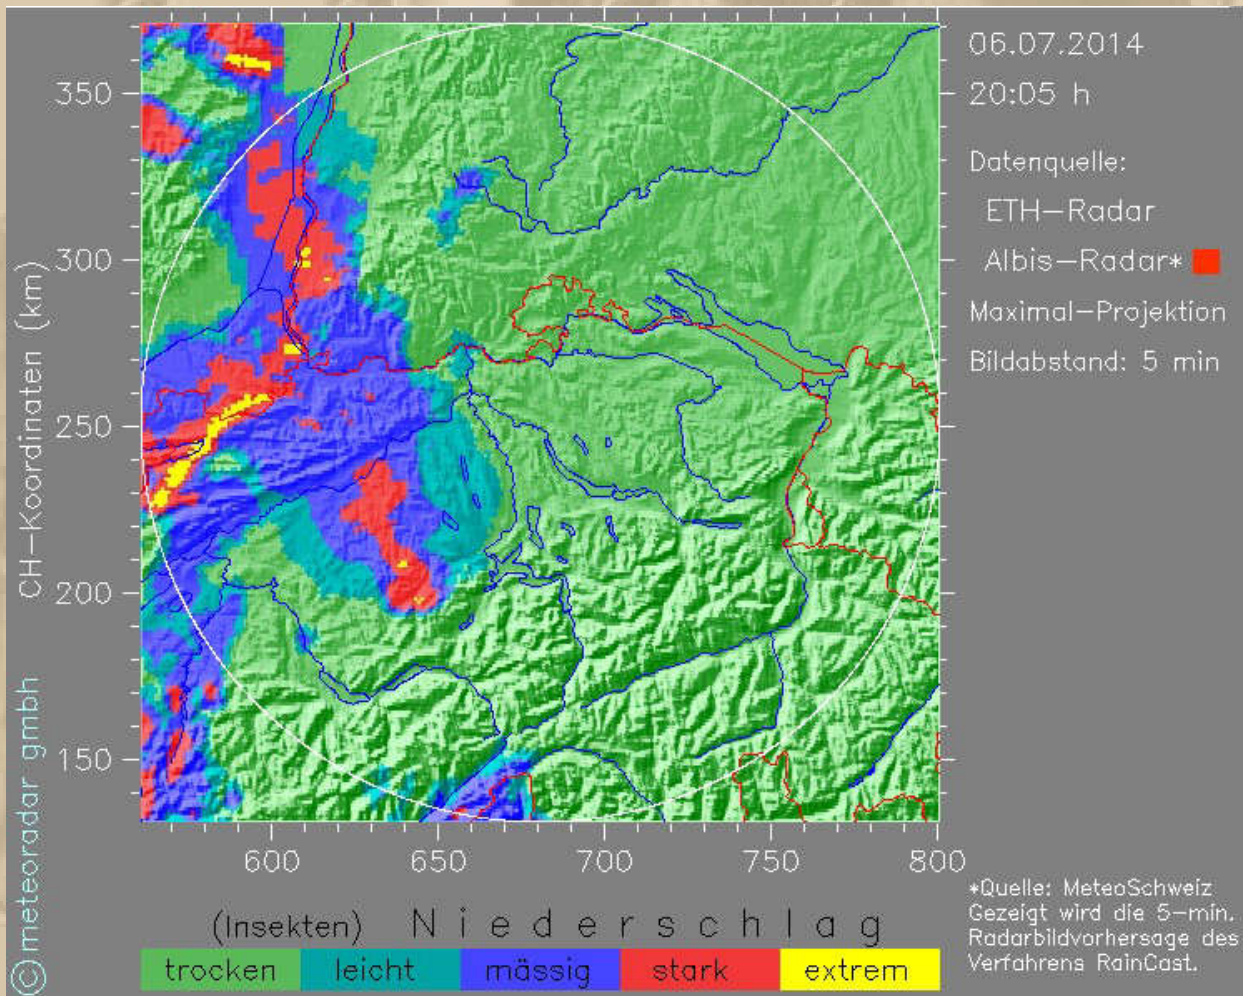 06.07.2014
20:05 h
Datenquelle:
ETH-Radar
Albis-Radar*
Maximal-Projektion
Bildabstand: 5 min
CH-Koordinaten (km)
350
300
250
200
150
600
650
700
750
800
©meteoradar gmbh
(Insekten) Niederschlag
trocken leicht mässig stark extrem
*Quelle: MeteoSchweiz
Gezeigt wird die 5-min.
Radarbildvorhersage des
Verfahrens RainCast.